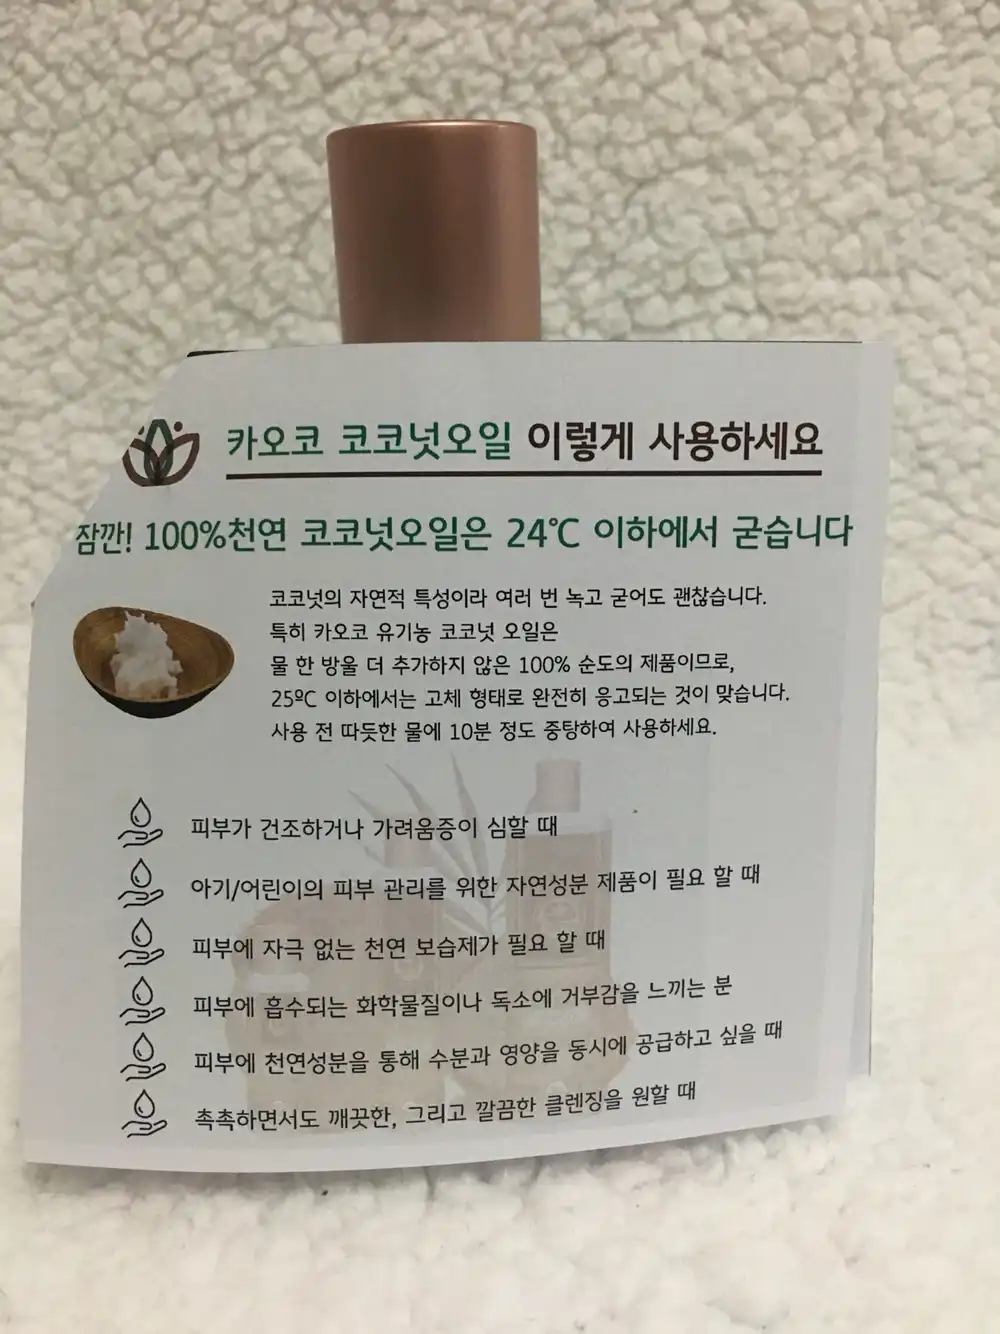 카오코 코코넛오일 이렇게 사용하세요
잠깐! 100%천연 코코넛오일은 24℃ 이하에서 굳습니다
코코넛의 자연적 특성이라 여러 번 녹고 굳어도 괜찮습니다.
특히 카오코 유기농 코코넛 오일은
물 한 방울 더 추가하지 않은 100% 순도의 제품이므로,
25ºC 이하에서는 고체 형태로 완전히 응고되는 것이 맞습니다.
사용 전 따듯한 물에 10분 정도 중탕하여 사용하세요.
피부가 건조하거나 가려움증이 심할 때
아기/어린이의 피부 관리를 위한 자연성분 제품이 필요 할 때
피부에 자극 없는 천연 보습제가 필요 할 때
피부에 흡수되는 화학물질이나 독소에 거부감을 느끼는 분
피부에 천연성분을 통해 수분과 영양을 동시에 공급하고 싶을 때
촉촉하면서도 깨끗한, 그리고 깔끔한 클렌징을 원할 때